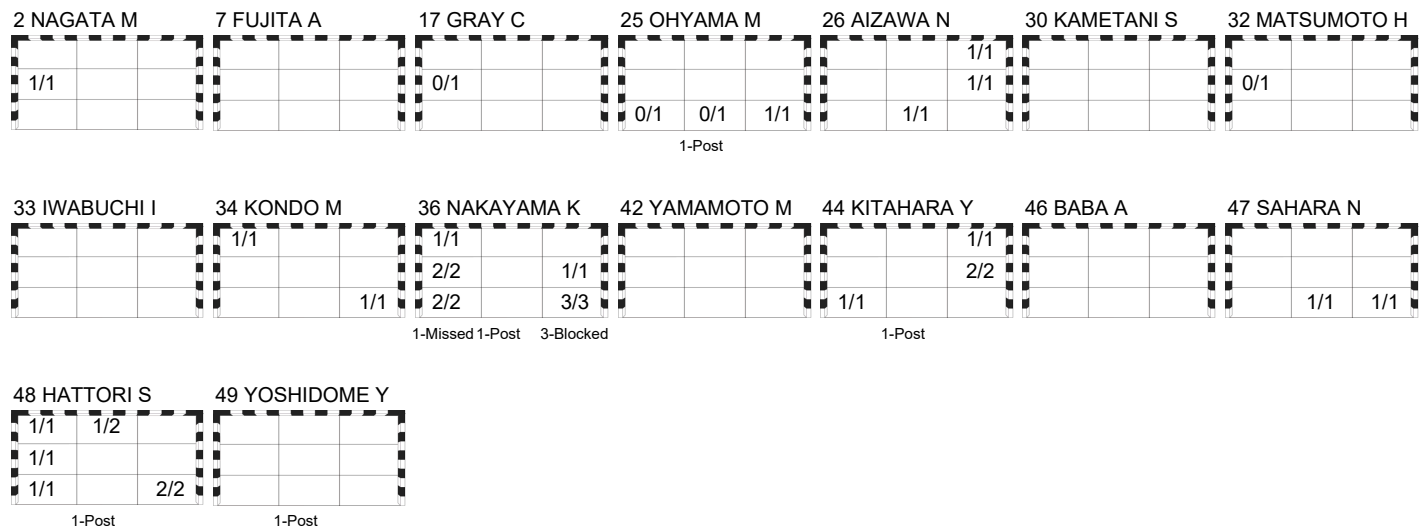 2 NAGATA M 7 FUJITA A 17 GRAY C 25 OHYAMA M 26 AIZAWA N 30 KAMETANI S 32 MATSUMOTO H
1/1
1/1 0/1 1/1 0/1
0/1 0/1 1/1 1/1
1-Post
33 IWABUCHI I 34 KONDO M 36 NAKAYAMA K 42 YAMAMOTO M 44 KITAHARA Y 46 BABA A 47 SAHARA N
1/1 1/1 1/1
2/2 1/1 2/2
1/1 2/2 3/3 1/1 1/1 1/1
1-Missed 1-Post 3-Blocked 1-Post
48 HATTORI S 49 YOSHIDOME Y
1/1 1/2
1/1
1/1 2/2
1-Post 1-Post